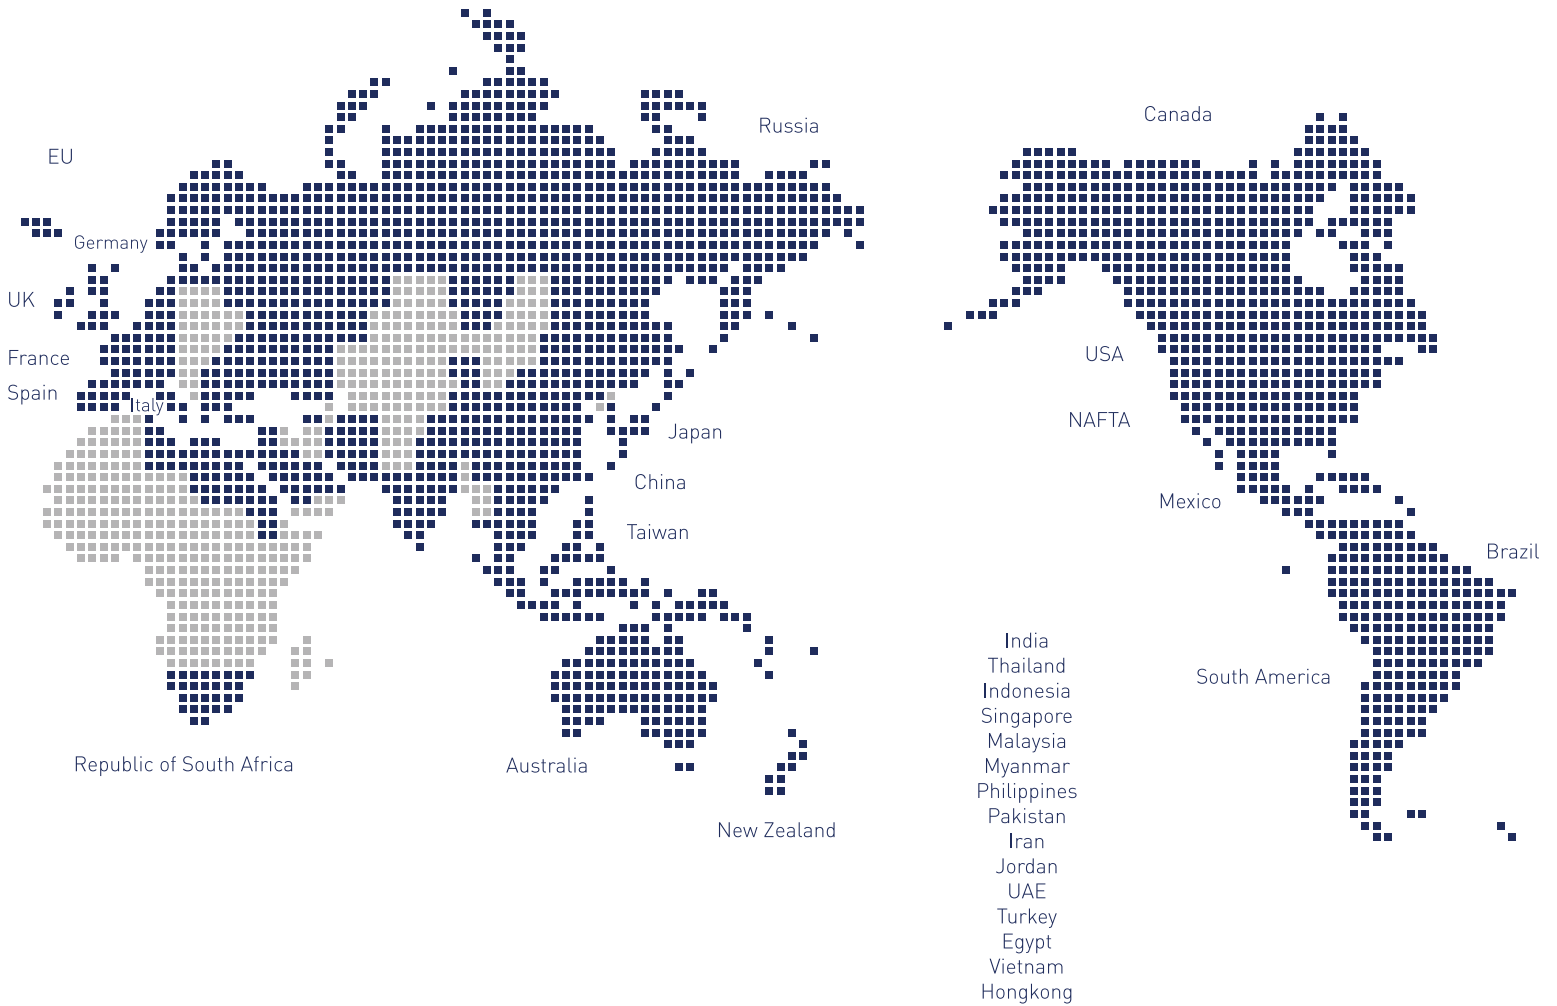 Canada
Russia
EU
Germany
UK
France
Spain
Italy
USA
NAFTA
Japan
China
Mexico
Taiwan
Brazil
South America
Republic of South Africa
Australia
New Zealand
India
Thailand
Indonesia
Singapore
Malaysia
Myanmar
Philippines
Pakistan
Iran
Jordan
UAE
Turkey
Egypt
Vietnam
Hongkong